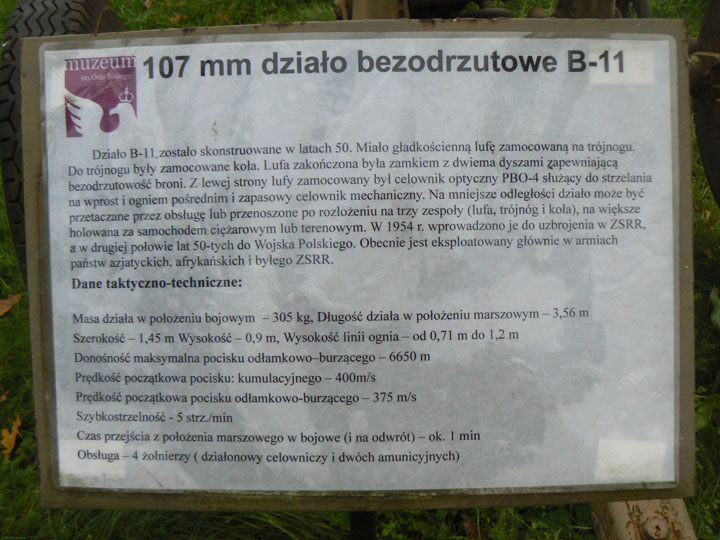 muzeum
im. Orła Białego
107 mm działo bezodrzutowe B-11
Działo B-11 zostało skonstruowane w latach 50. Miało gładkościenną lufę zamocowaną na trójnogu.
Do trójnogu były zamocowane koła. Lufa zakończona była zamkiem z dwiema dyszami zapewniającą
bezodrzutowość broni. Z lewej strony lufy zamocowany był celownik optyczny PBO-4 służący do strzelania
na wprost i ogniem pośrednim i zapasowy celownik mechaniczny. Na mniejsze odległości działo może być
przetaczane przez obsługę lub przenoszone po rozłożeniu na trzy zespoły (lufa, trójnóg i koła), na większe
holowana za samochodem ciężarowym lub terenowym. W 1954 r. wprowadzono je do uzbrojenia w ZSRR,
a w drugiej połowie lat 50-tych do Wojska Polskiego. Obecnie jest eksploatowany głównie w armiach
państw azjatyckich, afrykańskich i byłego ZSRR.
Dane taktyczno-techniczne:
Masa działa w położeniu bojowym – 305 kg, Długość działa w położeniu marszowym – 3,56 m
Szerokość – 1,45 m Wysokość – 0,9 m, Wysokość linii ognia – od 0,71 m do 1,2 m
Donośność maksymalna pocisku odłamkowo–burzącego – 6650 m
Prędkość początkowa pocisku: kumulacyjnego – 400m/s
Prędkość początkowa pocisku odłamkowo-burzącego – 375 m/s
Szybkostrzelność - 5 strz./min
Czas przejścia z położenia marszowego w bojowe (i na odwrót) – ok. 1 min
Obsługa – 4 żołnierzy ( działonowy celowniczy i dwóch amunicyjnych)